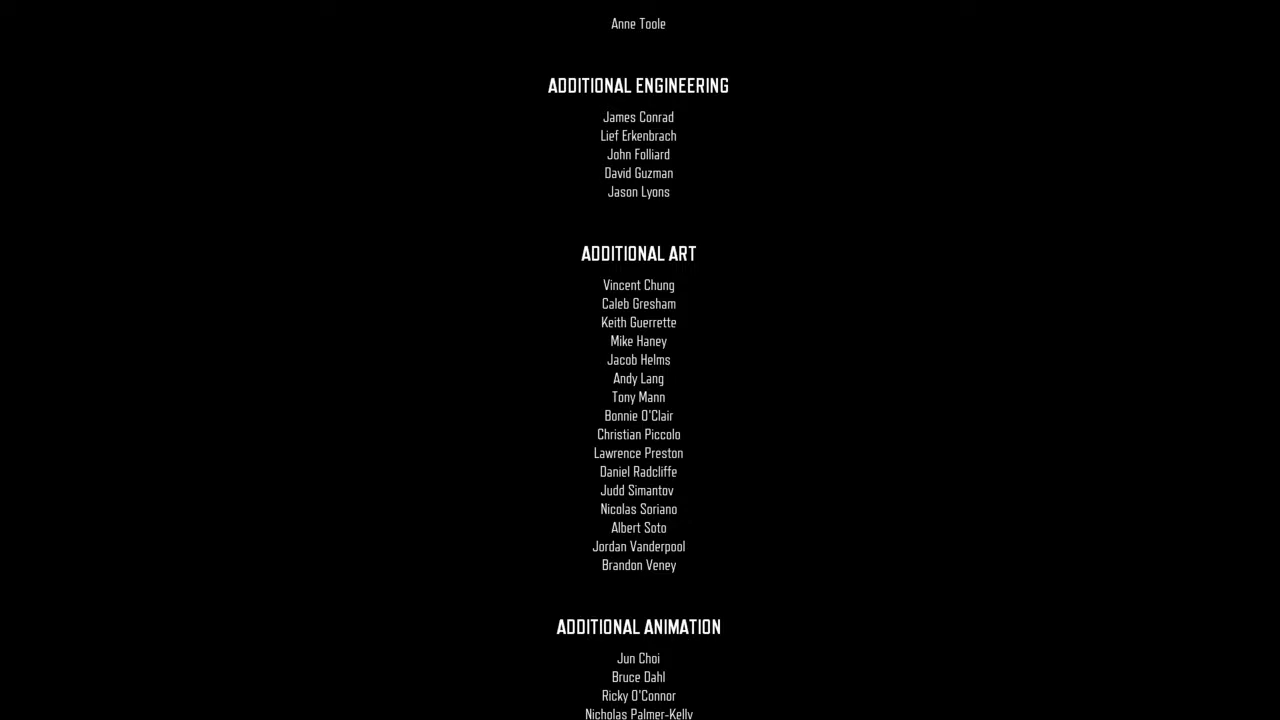 Anne Toole
ADDITIONAL ENGINEERING
James Conrad
Lief Erkenbrach
John Folliard
David Guzman
Jason Lyons
ADDITIONAL ART
Vincent Chung
Caleb Gresham
Keith Guerrette
Mike Haney
Jacob Helms
Andy Lang
Tony Mann
Bonnie O'Clair
Christian Piccolo
Lawrence Preston
Daniel Radcliffe
Judd Simantov
Nicolas Soriano
Albert Soto
Jordan Vanderpool
Brandon Veney
ADDITIONAL ANIMATION
Jun Choi
Bruce Dahl
Ricky O'Connor
Nicholas Palmer-Kelly